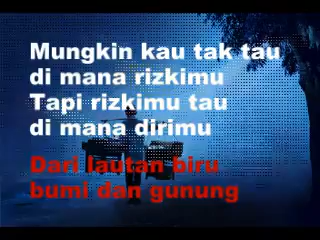 Mungkin kau tak tau
di mana rizkimu
Tapi rizkimu tau
di mana dirimu
Dari lautan biru
bumi dan gunung